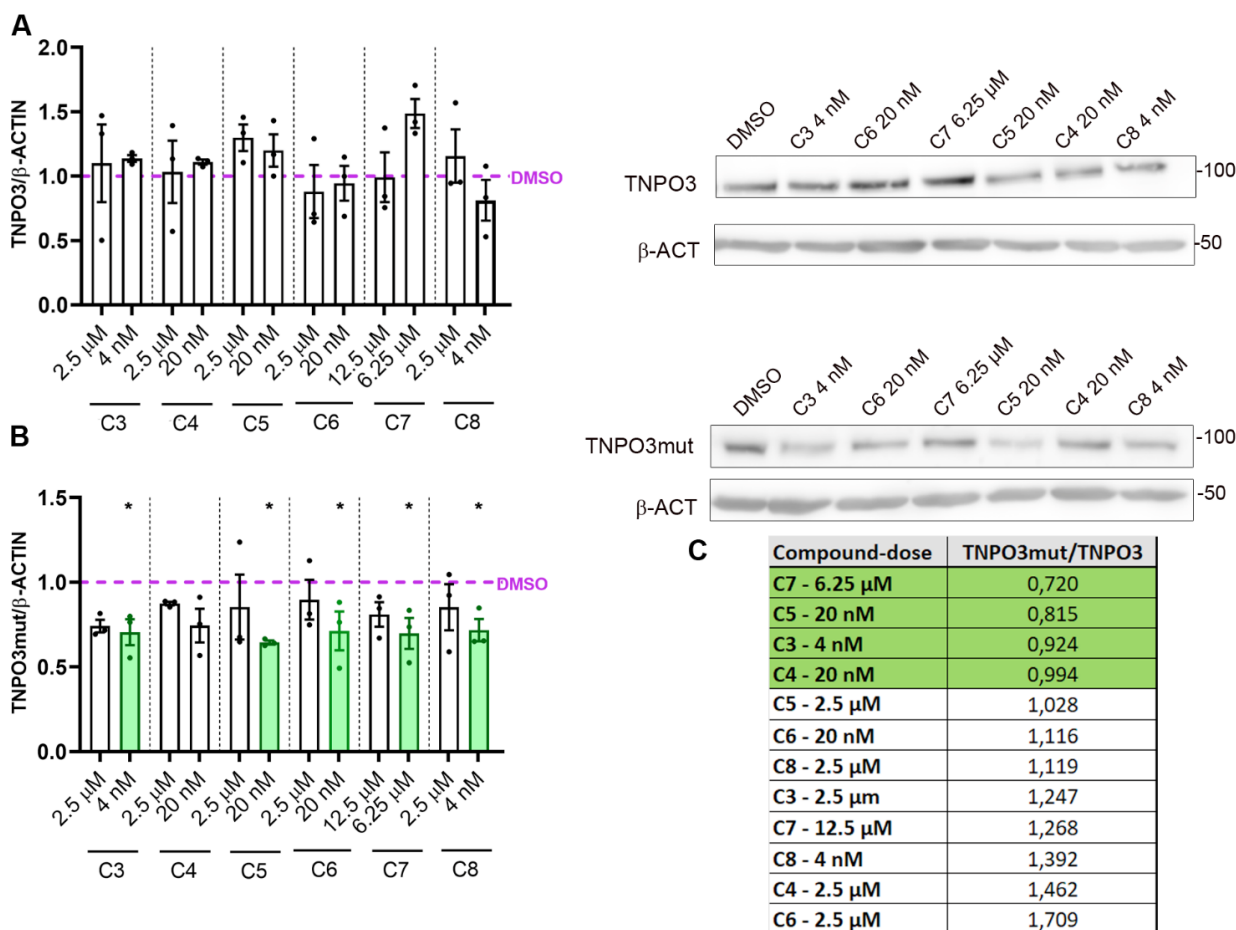 A
TNPO3/β-ACTIN
2.0
1.5
1.0
0.5
0.0
DMSO
2.5 μM
4 nM
2.5 μM
20 nM
2.5 μM
20 nM
2.5 μM
20 nM
12.5 μM
6.25 μM
2.5 μM
4 nM
C3
C4
C5
C6
C7
C8
DMSO
C3 4 nM
C6 20 nM
C7 6.25 μM
C5 20 nM
C4 20 nM
C8 4 nM
TNPO3
-100
β-ACT
-50
B
TNPO3mut/β-ACTIN
1.5
1.0
0.5
0.0
* * * * *
DMSO
2.5 μM
4 nM
2.5 μM
20 nM
2.5 μM
20 nM
2.5 μM
20 nM
12.5 μM
6.25 μM
2.5 μM
4 nM
C3
C4
C5
C6
C7
C8
DMSO
C3 4 nM
C6 20 nM
C7 6.25 μM
C5 20 nM
C4 20 nM
C8 4 nM
TNPO3mut
-100
β-ACT
-50
C
Compound-dose TNPO3mut/TNPO3
C7 - 6.25 μM 0,720
C5 - 20 nM 0,815
C3 - 4 nM 0,924
C4 - 20 nM 0,994
C5 - 2.5 μM 1,028
C6 - 20 nM 1,116
C8 - 2.5 μM 1,119
C3 - 2.5 μm 1,247
C7 - 12.5 μM 1,268
C8 - 4 nM 1,392
C4 - 2.5 μM 1,462
C6 - 2.5 μM 1,709